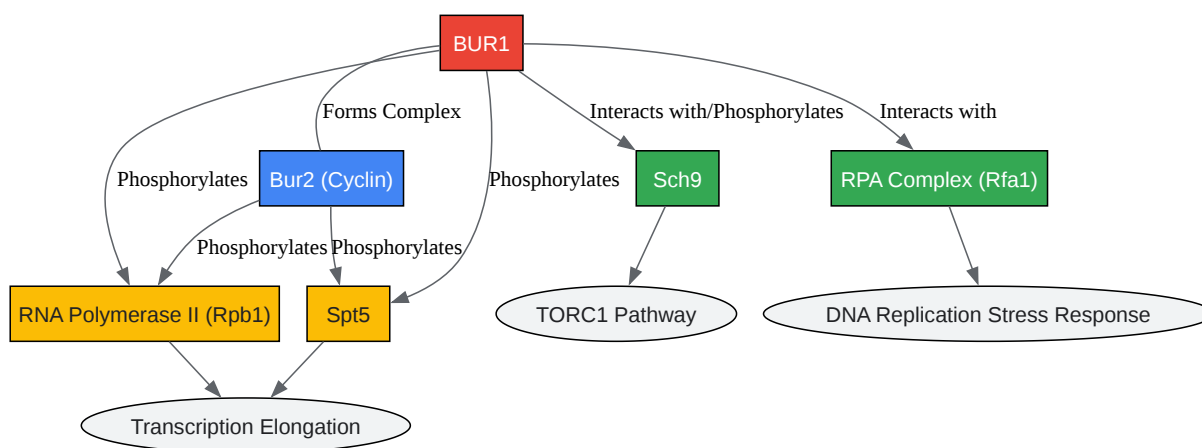 BUR1
Forms Complex
Interacts with/Phosphorylates
Interacts with
Phosphorylates
Bur2 (Cyclin)
Phosphorylates
Sch9
RPA Complex (Rfa1)
Phosphorylates
Phosphorylates
RNA Polymerase II (Rpb1)
Spt5
TORC1 Pathway
DNA Replication Stress Response
Transcription Elongation